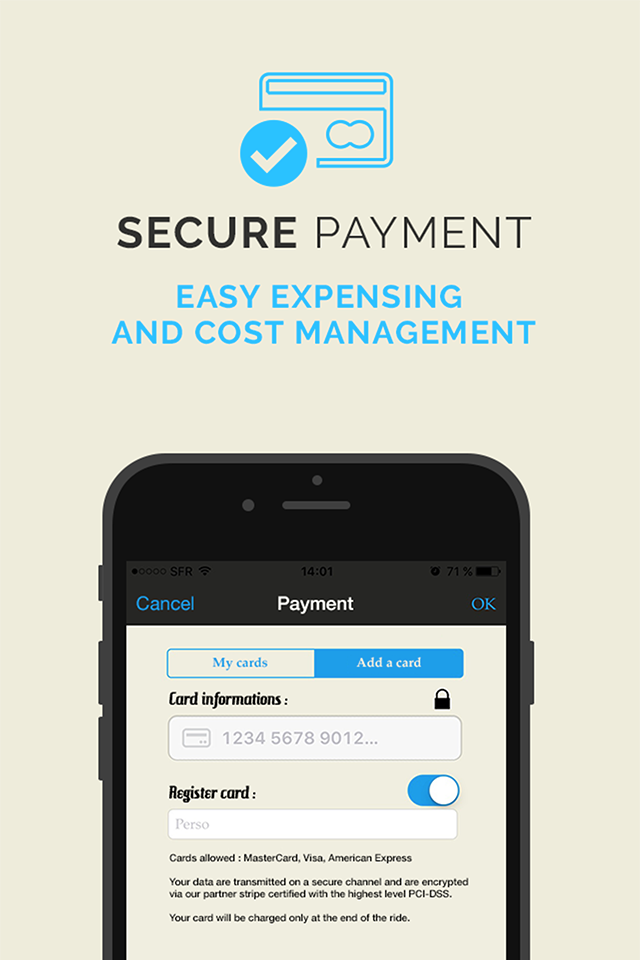 SECURE PAYMENT
EASY EXPENSING
AND COST MANAGEMENT
SFR 14:01 71 %
Cancel Payment OK
My cards Add a card
Card informations :
1234 5678 9012...
Register card :
Perso
Cards allowed : MasterCard, Visa, American Express
Your data are transmitted on a secure channel and are encrypted
via our partner stripe certified with the highest level PCI-DSS.
Your card will be charged only at the end of the ride.